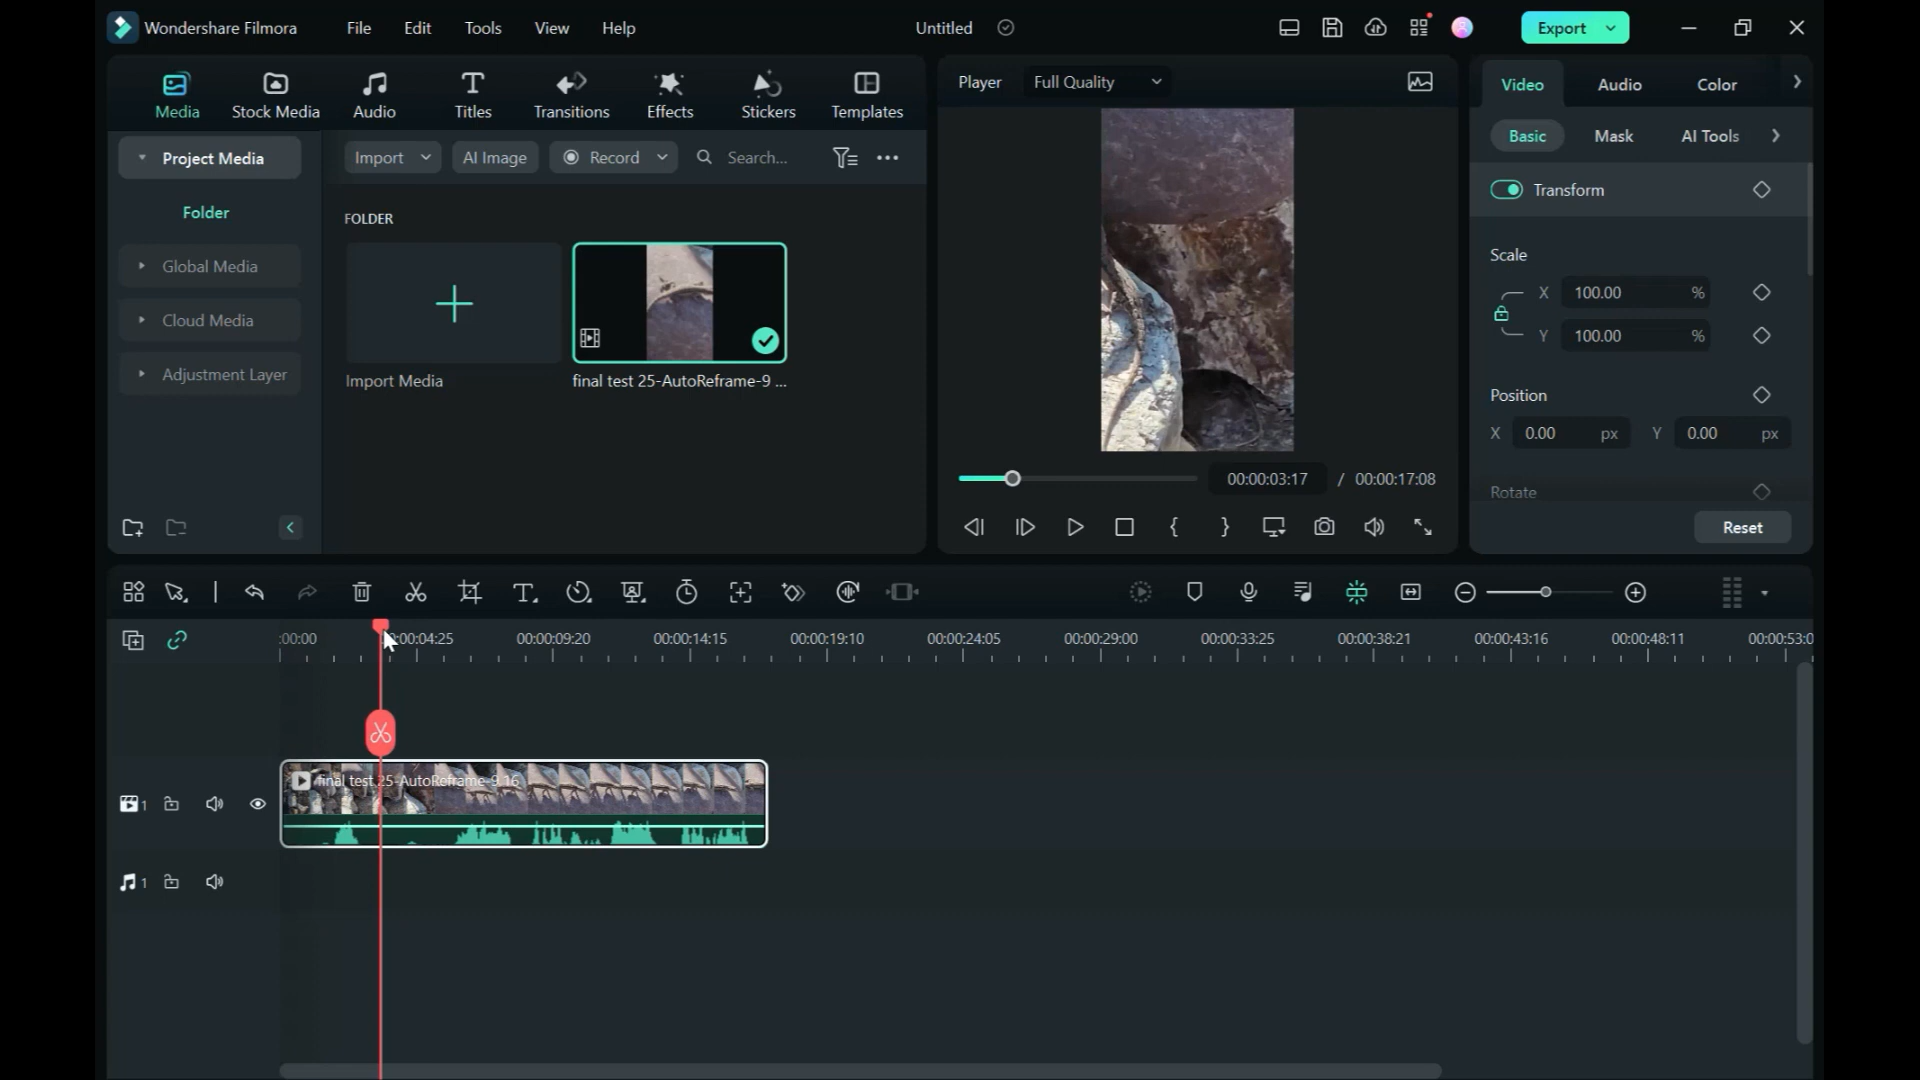 Wondershare Filmora File Edit Tools View Help Untitled Export
Media Stock Media Audio Titles Transitions Effects Stickers Templates
Player Full Quality
Video Audio Color
Project Media
Import AI Image Record Search...
Basic Mask AI Tools
Folder
FOLDER
Transform
Global Media
Scale
X 100.00 %
Cloud Media
Y 100.00 %
Adjustment Layer
Import Media final test 25-AutoReframe-9 ...
Position
X 0.00 px Y 0.00 px
00:00:03:17 / 00:00:17:08
Rotate
Reset
:00:00 00:00:04:25 00:00:09:20 00:00:14:15 00:00:19:10 00:00:24:05 00:00:29:00 00:00:33:25 00:00:38:21 00:00:43:16 00:00:48:11 00:00:53:0
final test 25-AutoReframe-9.16
1
1